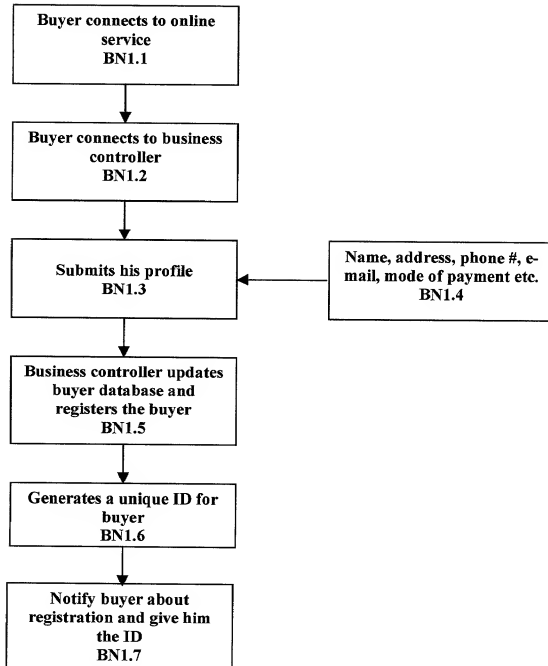 Buyer connects to online
service
BN1.1
Buyer connects to business
controller
BN1.2
Submits his profile
BN1.3
Name, address, phone #, e-
mail, mode of payment etc.
BN1.4
Business controller updates
buyer database and
registers the buyer
BN1.5
Generates a unique ID for
buyer
BN1.6
Notify buyer about
registration and give him
the ID
BN1.7